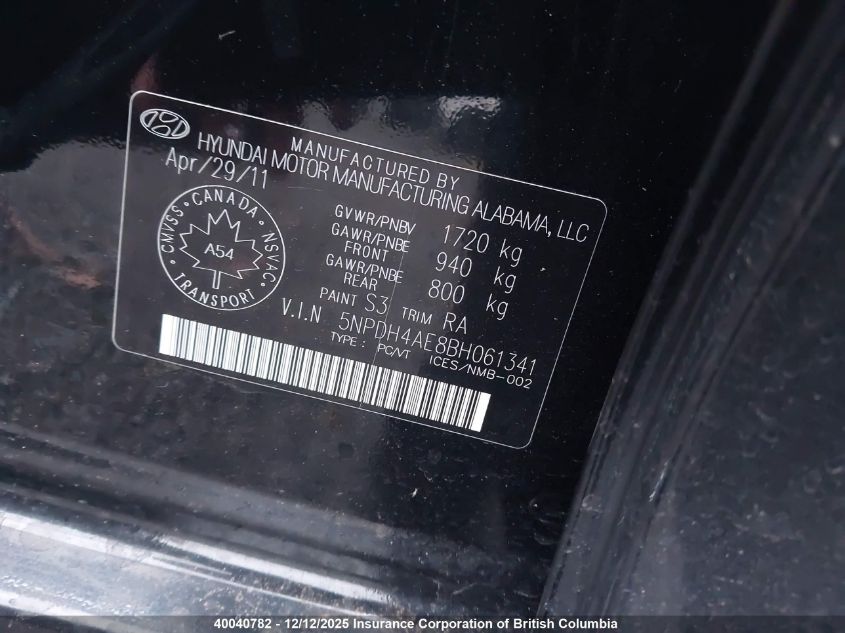 MANUFACTURED BY
HYUNDAI MOTOR MANUFACTURING ALABAMA, LLC
Apr/29/11
CMVSS • CANADA • NSVAC • TRANSPORT
A54
GVWR/PNBV 1720 kg
GAWR/PNBE FRONT 940 kg
GAWR/PNBE REAR 800 kg
PAINT S3 TRIM RA
V.I.N 5NPDH4AE8BH061341
TYPE: PC/VT ICES/NMB-002
40040782 - 12/12/2025 Insurance Corporation of British Columbia